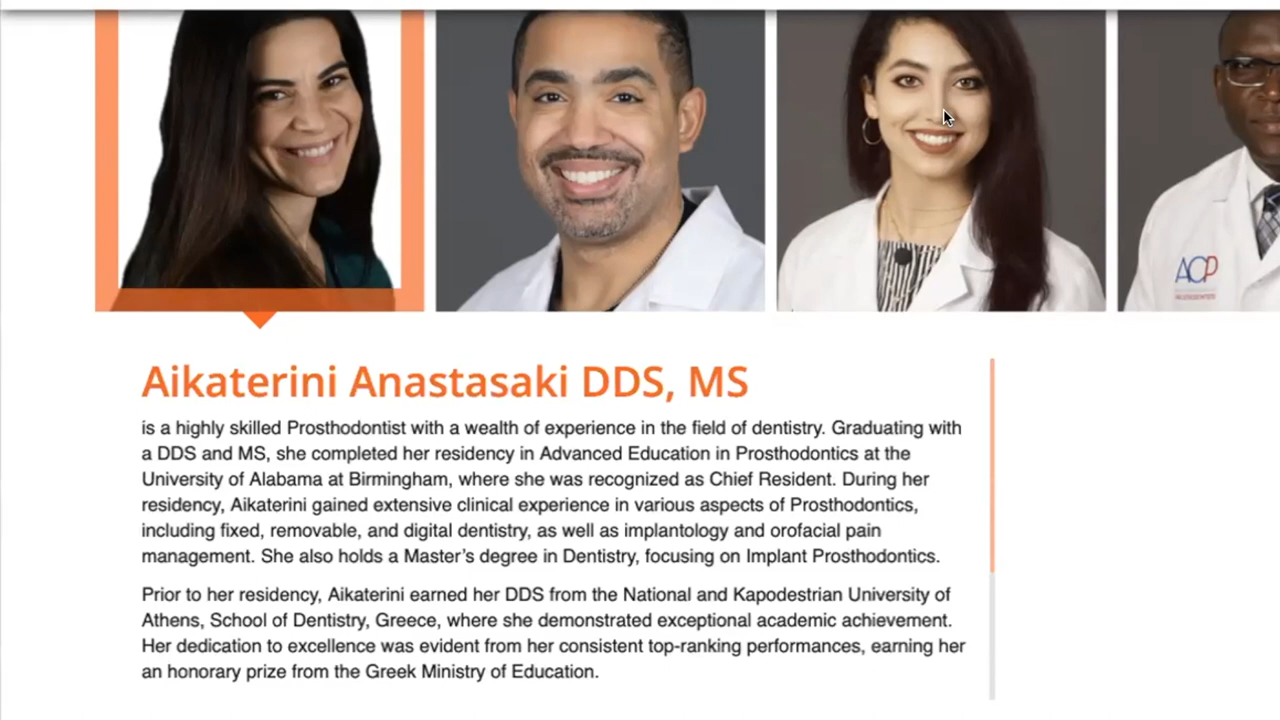 ACP
Aikaterini Anastasaki DDS, MS
is a highly skilled Prosthodontist with a wealth of experience in the field of dentistry. Graduating with
a DDS and MS, she completed her residency in Advanced Education in Prosthodontics at the
University of Alabama at Birmingham, where she was recognized as Chief Resident. During her
residency, Aikaterini gained extensive clinical experience in various aspects of Prosthodontics,
including fixed, removable, and digital dentistry, as well as implantology and orofacial pain
management. She also holds a Master’s degree in Dentistry, focusing on Implant Prosthodontics.
Prior to her residency, Aikaterini earned her DDS from the National and Kapodestrian University of
Athens, School of Dentistry, Greece, where she demonstrated exceptional academic achievement.
Her dedication to excellence was evident from her consistent top-ranking performances, earning her
an honorary prize from the Greek Ministry of Education.